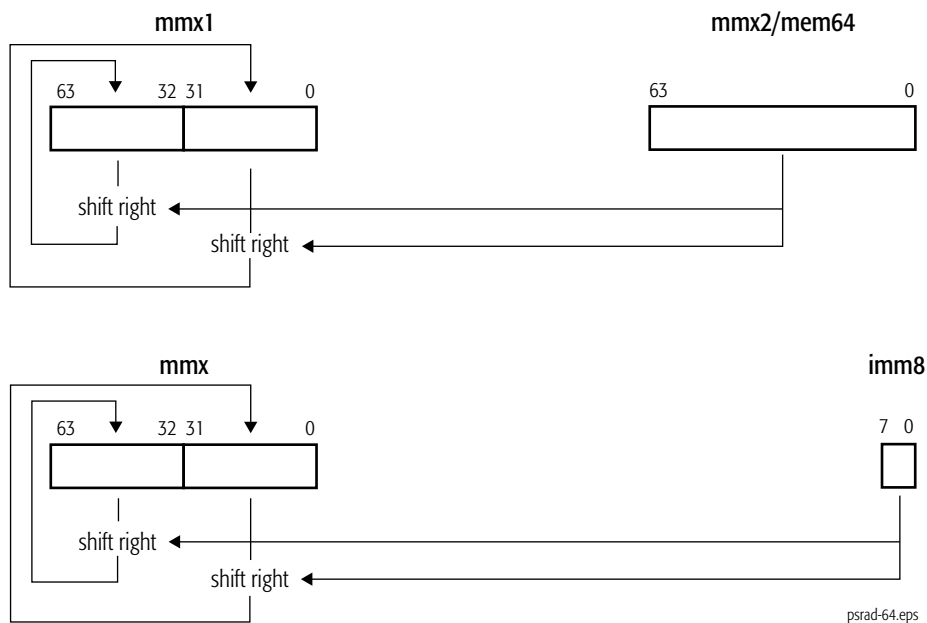 mmx1 mmx2/mem64
63 32 31 0 63 0
shift right
shift right
mmx imm8
63 32 31 0 7 0
shift right
shift right
psrad-64.eps